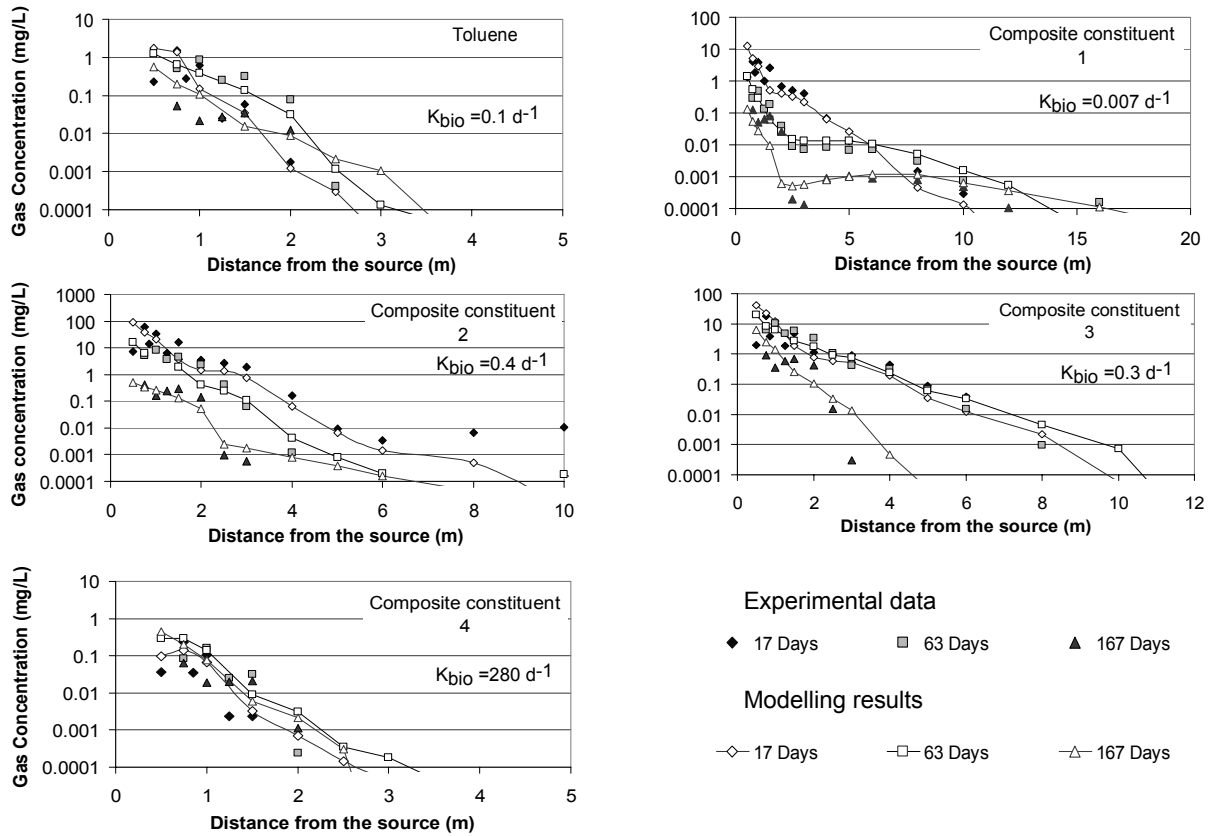 Gas Concentration (mg/L)
10
1
0.1
0.01
0.001
0.0001
Toluene
Kbio =0.1 d-1
0 1 2 3 4 5
Distance from the source (m)
100
10
1
0.1
0.01
0.001
0.0001
Composite constituent
1
Kbio =0.007 d-1
0 5 10 15 20
Distance from the source (m)
Gas concentration (mg/L)
1000
100
10
1
0.1
0.01
0.001
0.0001
Composite constituent
2
Kbio =0.4 d-1
0 2 4 6 8 10
Distance from the source (m)
100
10
1
0.1
0.01
0.001
0.0001
Composite constituent
3
Kbio =0.3 d-1
0 2 4 6 8 10 12
Distance from the source (m)
Gas Concentration (mg/L)
10
1
0.1
0.01
0.001
0.0001
Composite constituent
4
Kbio =280 d-1
0 1 2 3 4 5
Distance from the source (m)
Experimental data
17 Days 63 Days 167 Days
Modelling results
17 Days 63 Days 167 Days